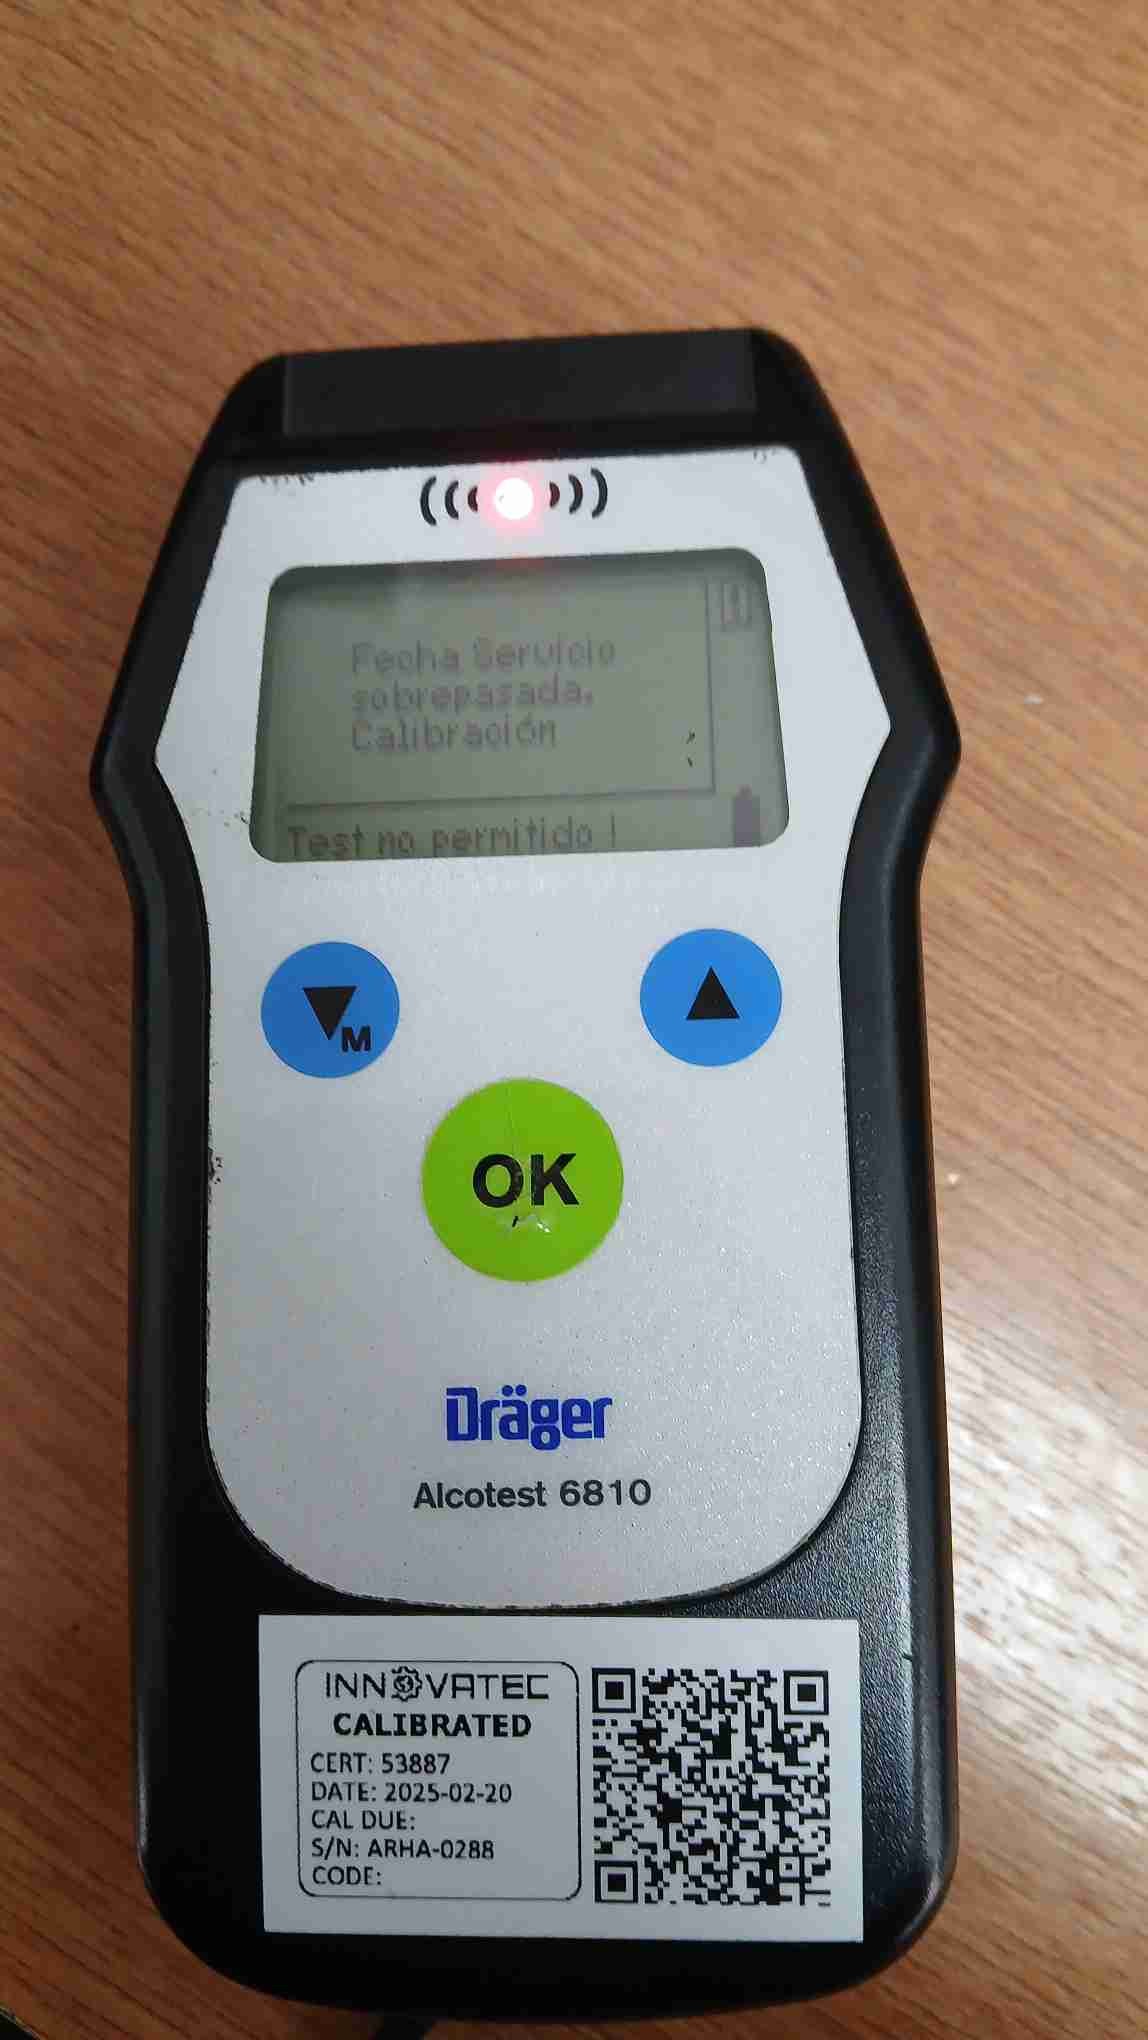 Fecha Servicio
sobrepasada.
Calibración
Test no permitido !
M
OK
Dräger
Alcotest 6810
INNOVATEC
CALIBRATED
CERT: 53887
DATE: 2025-02-20
CAL DUE:
S/N: ARHA-0288
CODE: